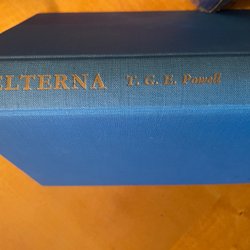 ELTERNA T. G. E. Powell